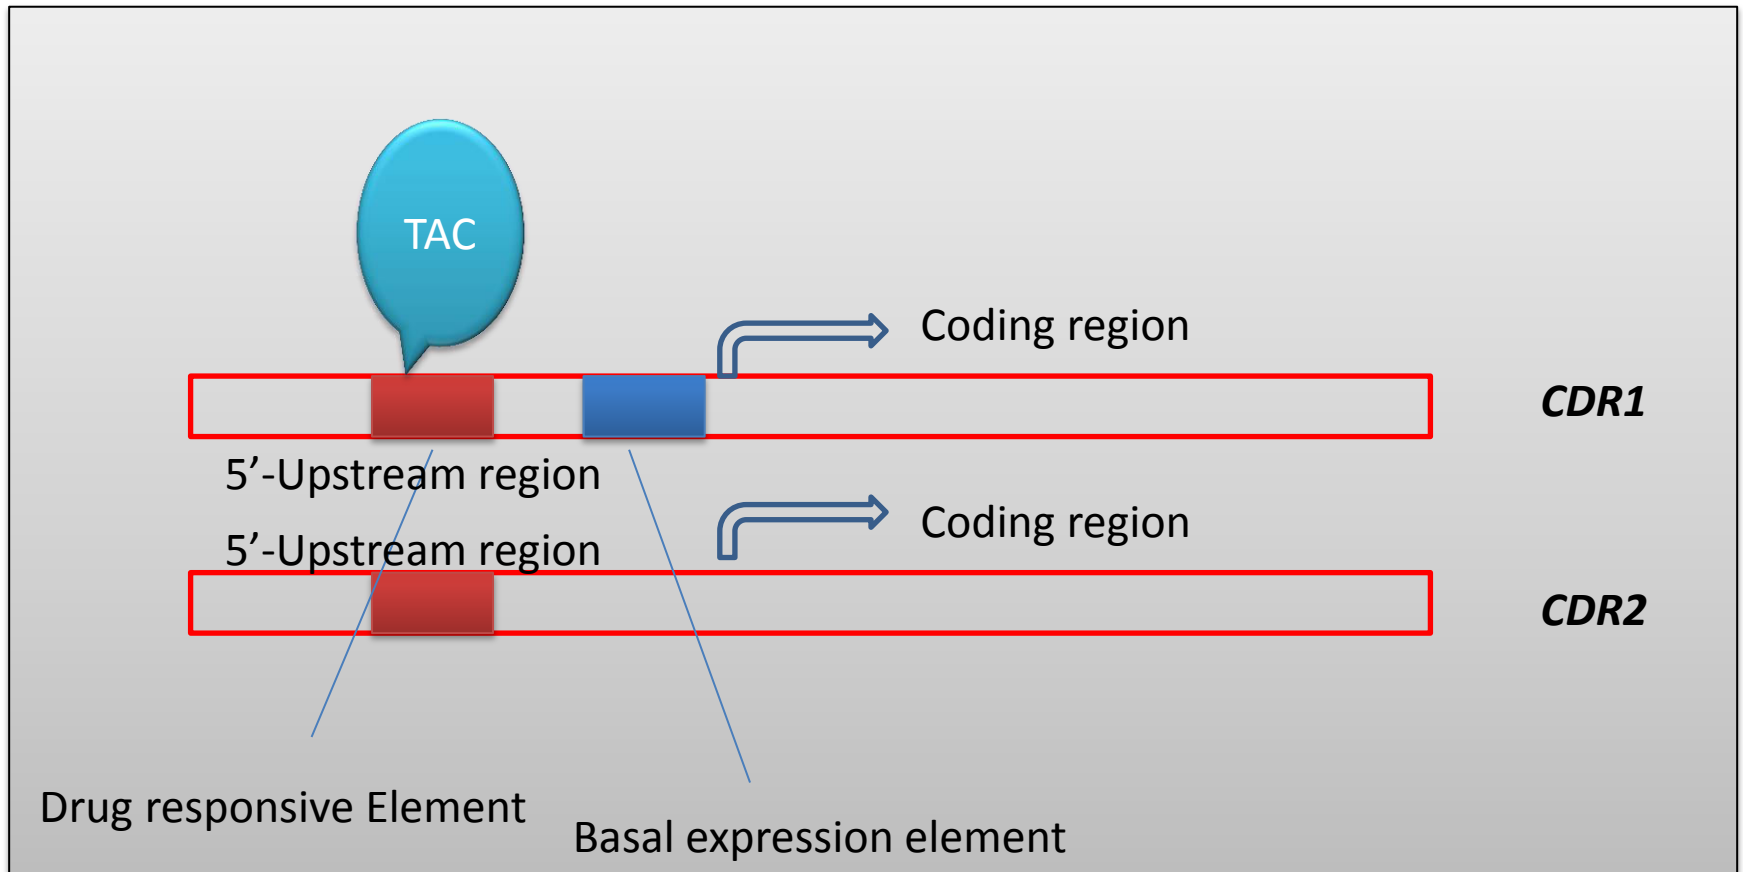 TAC
Coding region
CDR1
5’-Upstream region
Coding region
5’-Upstream region
CDR2
Drug responsive Element
Basal expression element